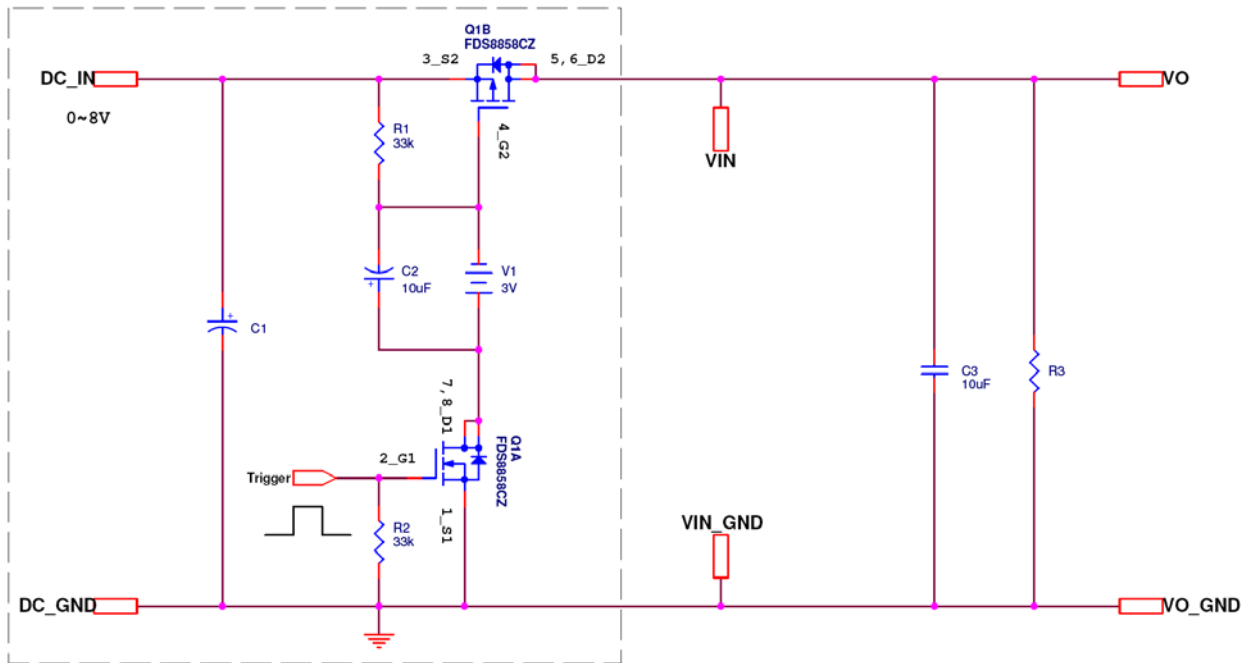 Q1B
FDS8858CZ
3_S2
5,6_D2
DC_IN
VO
0~8V
R1
33k
4_G2
VIN
C2
10uF
V1
3V
+
+
C1
7,8_D1
C3
10uF
R3
Q1A
FDS8858CZ
2_G1
Trigger
1_S1
R2
33k
VIN_GND
DC_GND
VO_GND